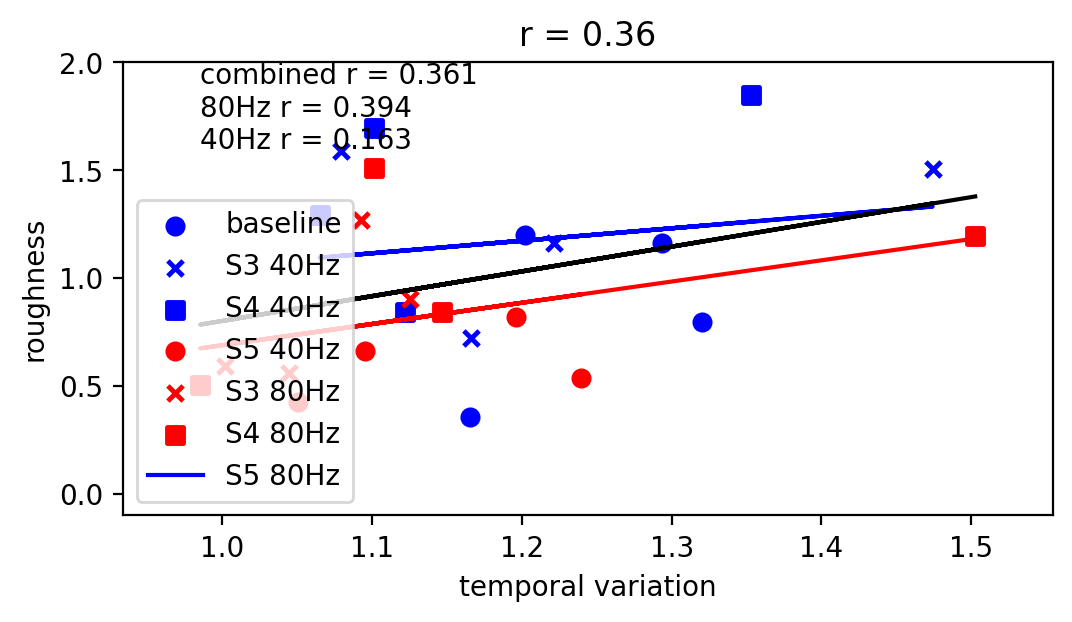 r = 0.36
combined r = 0.361
80Hz r = 0.394
40Hz r = 0.163
2.0
1.5
1.0
0.5
0.0
roughness
baseline
S3 40Hz
S4 40Hz
S5 40Hz
S3 80Hz
S4 80Hz
S5 80Hz
1.0 1.1 1.2 1.3 1.4 1.5
temporal variation